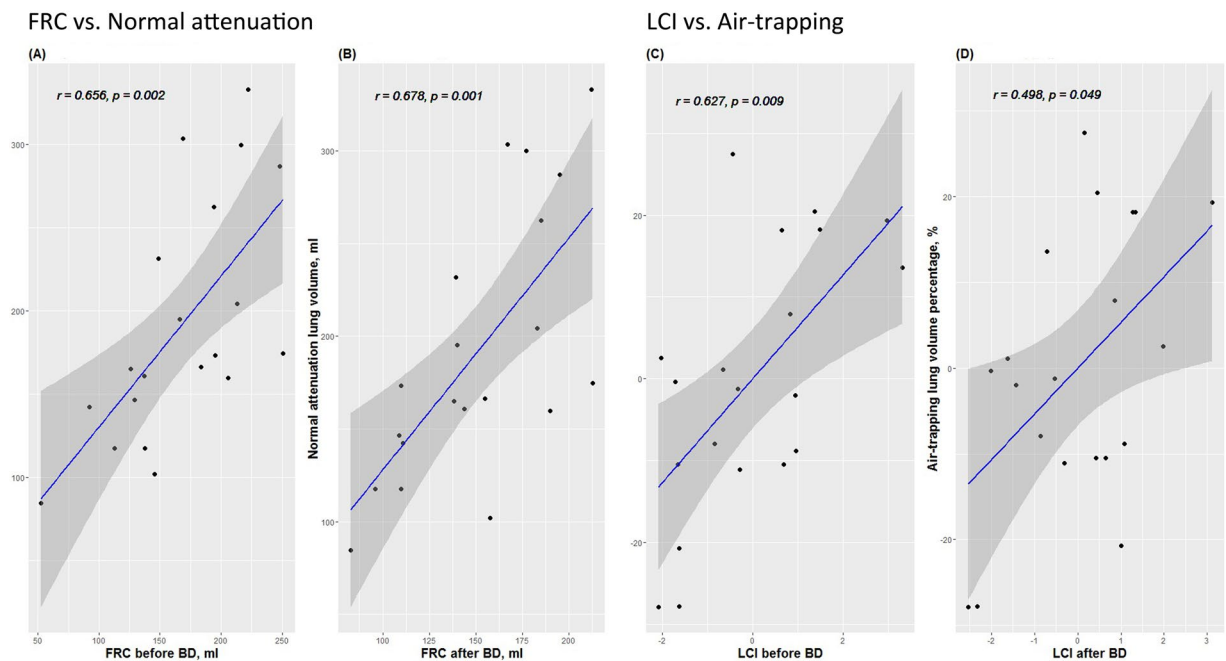 FRC vs. Normal attenuation
LCI vs. Air-trapping
(A)
r = 0.656, p = 0.002
300
200
100
50 100 150 200 250
FRC before BD, ml
(B)
r = 0.678, p = 0.001
Normal attenuation lung volume, ml
300
200
100
100 150 200
FRC after BD, ml
(C)
r = 0.627, p = 0.009
20
0
-20
-2 0 2
LCI before BD
(D)
r = 0.498, p = 0.049
Air-trapping lung volume percentage, %
20
0
-20
-2 -1 0 1 2 3
LCI after BD